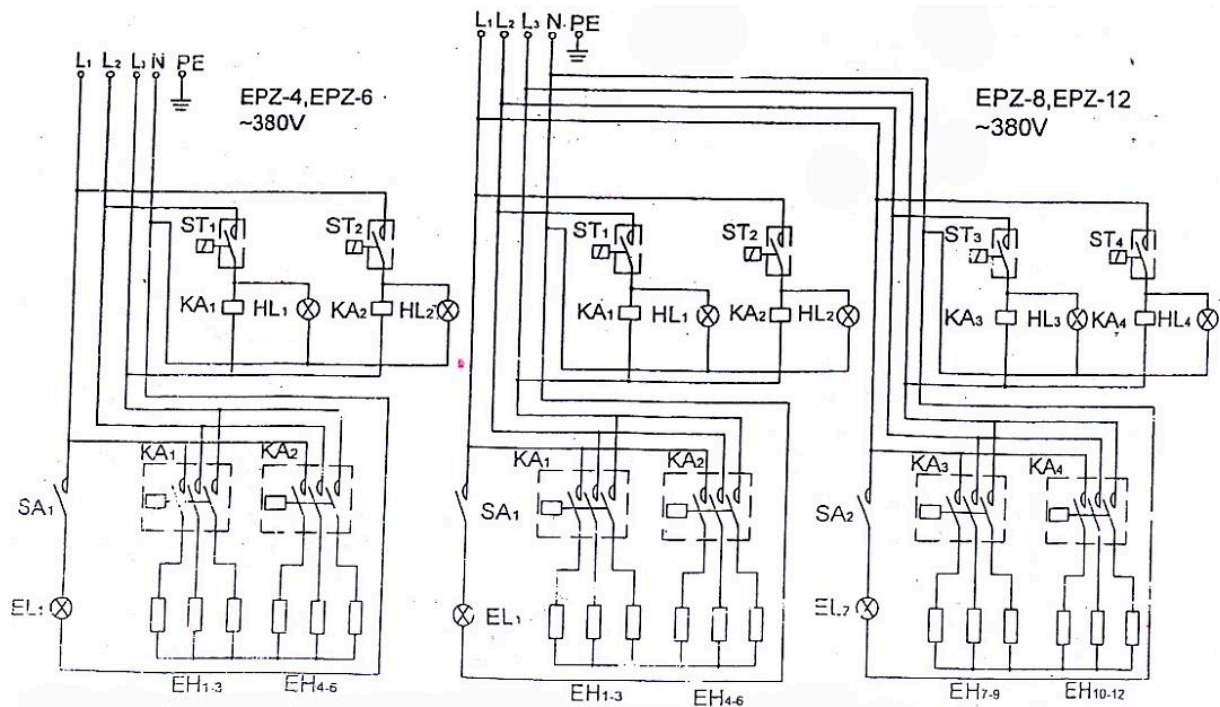 L₁ L₂ L₃ N PE
EPZ-4,EPZ-6
~380V
ST₁
ST₂
KA₁
HL₁
KA₂
HL₂
KA₁
KA₂
SA₁
EL₁
EH₁₋₃
EH₄₋₆
L₁ L₂ L₃ N PE
EPZ-8,EPZ-12
~380V
ST₁
ST₂
KA₁
HL₁
KA₂
HL₂
KA₁
KA₂
SA₁
EL₁
EH₁₋₃
EH₄₋₆
ST₃
ST₄
KA₃
HL₃
KA₄
HL₄
KA₃
KA₄
SA₂
EL₂
EH₇₋₉
EH₁₀₋₁₂